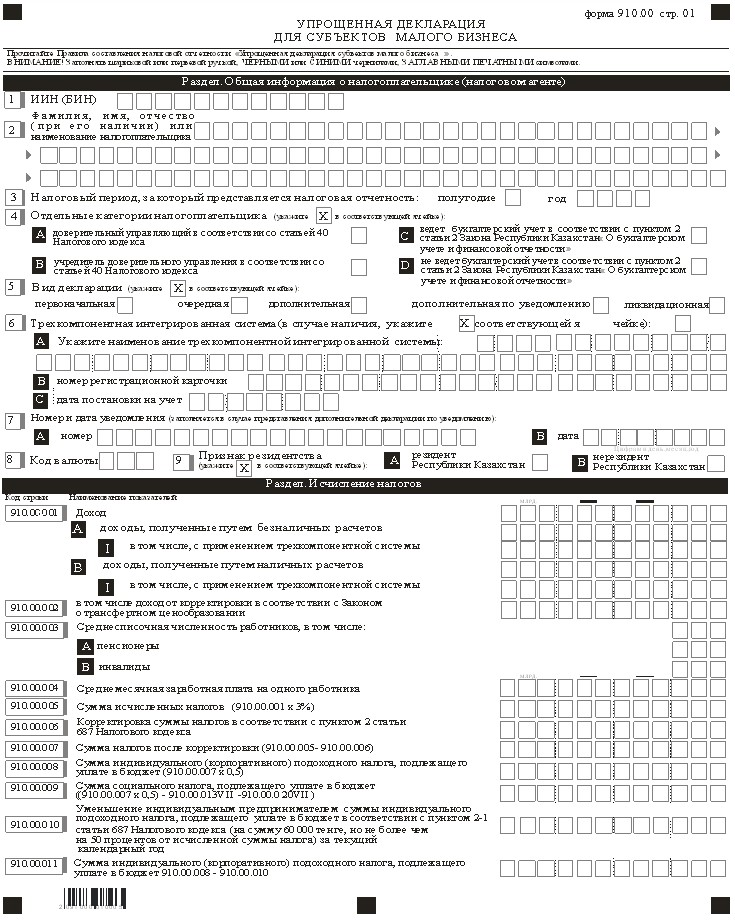 форма 910.00 стр. 01
УПРОЩЕННАЯ ДЕКЛАРАЦИЯ
ДЛЯ СУБЪЕКТОВ МАЛОГО БИЗНЕСА
Прочитайте Правила составления налоговой отчетности «Упрощенная декларация субъектов малого бизнеса ».
ВНИМАНИЕ! Заполнять шариковой или перьевой ручкой, ЧЕРНЫМИ или СИНИМИ чернилами, ЗАГЛАВНЫМИ ПЕЧАТНЫМИ символами.
Раздел. Общая информация о налогоплательщике (налоговом агенте)
1 ИИН (БИН)
Фамилия, имя, отчество
2 (при его наличии) или
наименование налогоплательщика
3 Налоговый период, за который представляется налоговая отчетность: полугодие год
4 Отдельные категории налогоплательщика (укажите X в соответствующей ячейке):
A доверительный управляющий в соответствии со статьей 40
Налогового кодекса
C ведет бухгалтерский учет в соответствии с пунктом 2
статьи 2 Закона Республики Казахстан« О бухгалтерском
учете и финансовой отчетности»
B учредитель доверительного управления в соответствии со
статьей 40 Налогового кодекса
D не ведет бухгалтерский учет в соответствии с пунктом 2
статьи 2 Закона Республики Казахстан« О бухгалтерском
учете и финансовой отчетности»
5 Вид декларации (укажите X в соответствующей ячейке):
первоначальная очередная дополнительная дополнительная по уведомлению ликвидационная
6 Трехкомпонентная интегрированная система (в случае наличия, укажите X соответствующей я чейке):
A Укажите наименование трехкомпонентной интегрированной системы:
B номер регистрационной карточки
C дата постановки на учет
7 Номер и дата уведомления (заполняется в случае представления дополнительной декларации по уведомлению):
A номер B дата
8 Код валюты 9 Признак резидентства
(укажите X в соответствующей ячейке):
A резидент
Республики Казахстан
B нерезидент
Республики Казахстан
Раздел. Исчисление налогов
Код строки Наименование показателей
млрд.
910.00.001 Доход
A доходы, полученные путем безналичных расчетов
I в том числе, с применением трехкомпонентной системы
B доходы, полученные путем наличных расчетов
I в том числе, с применением трехкомпонентной системы
910.00.002 в том числе доход от корректировки в соответствии с Законом
о трансфертном ценообразовании
910.00.003 Среднесписочная численность работников, в том числе:
A пенсионеры
B инвалиды
млрд.
910.00.004 Среднемесячная заработная плата на одного работника
910.00.005 Сумма исчисленных налогов (910.00.001 х 3%)
910.00.006 Корректировка суммы налогов в соответствии с пунктом 2 статьи
687 Налогового кодекса
910.00.007 Сумма налогов после корректировки (910.00.005- 910.00.006)
910.00.008 Сумма индивидуального (корпоративного) подоходного налога, подлежащего
уплате в бюджет (910.00.007 х 0,5)
910.00.009 Сумма социального налога, подлежащего уплате в бюджет
((910.00.007 х 0,5) - 910.00.013VII -910.00.020VII )
910.00.010 Уменьшение индивидуальным предпринимателем суммы индивидуального
подоходного налога, подлежащего уплате в бюджет в соответствии с пунктом 2-1
статьи 687 Налогового кодекса (на сумму 60 000 тенге, но не более чем
на 50 процентов от исчисленной суммы налога) за текущий
календарный год
910.00.011 Сумма индивидуального (корпоративного) подоходного налога, подлежащего
уплате в бюджет 910.00.008 - 910.00.010